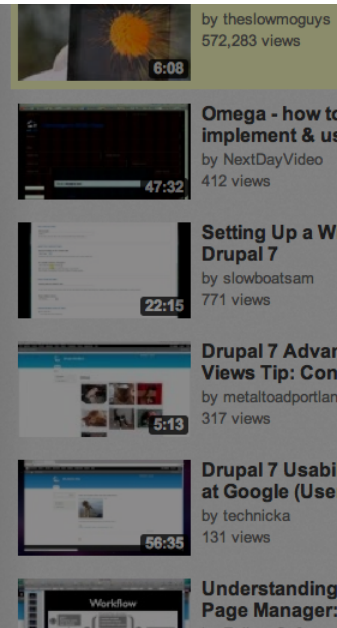 by theslowmoguys
572,283 views
6:08
Omega - how to
implement & us
by NextDayVideo
412 views
47:32
Setting Up a W
Drupal 7
by slowboatsam
771 views
22:15
Drupal 7 Advan
Views Tip: Con
by metaltoadportlan
317 views
5:13
Drupal 7 Usabi
at Google (Use
by technicka
131 views
56:35
Understanding
Page Manager:
Workflow